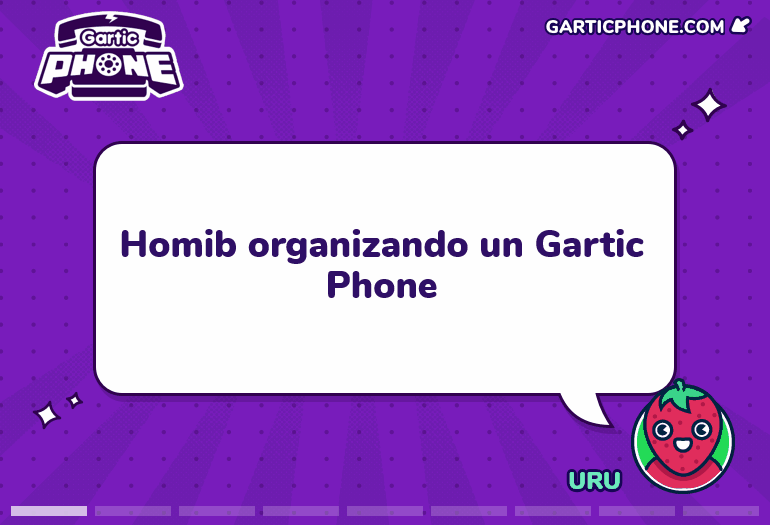 Gartic
PHONE
GARTICPHONE.COM
Homib organizando un Gartic
Phone
URU